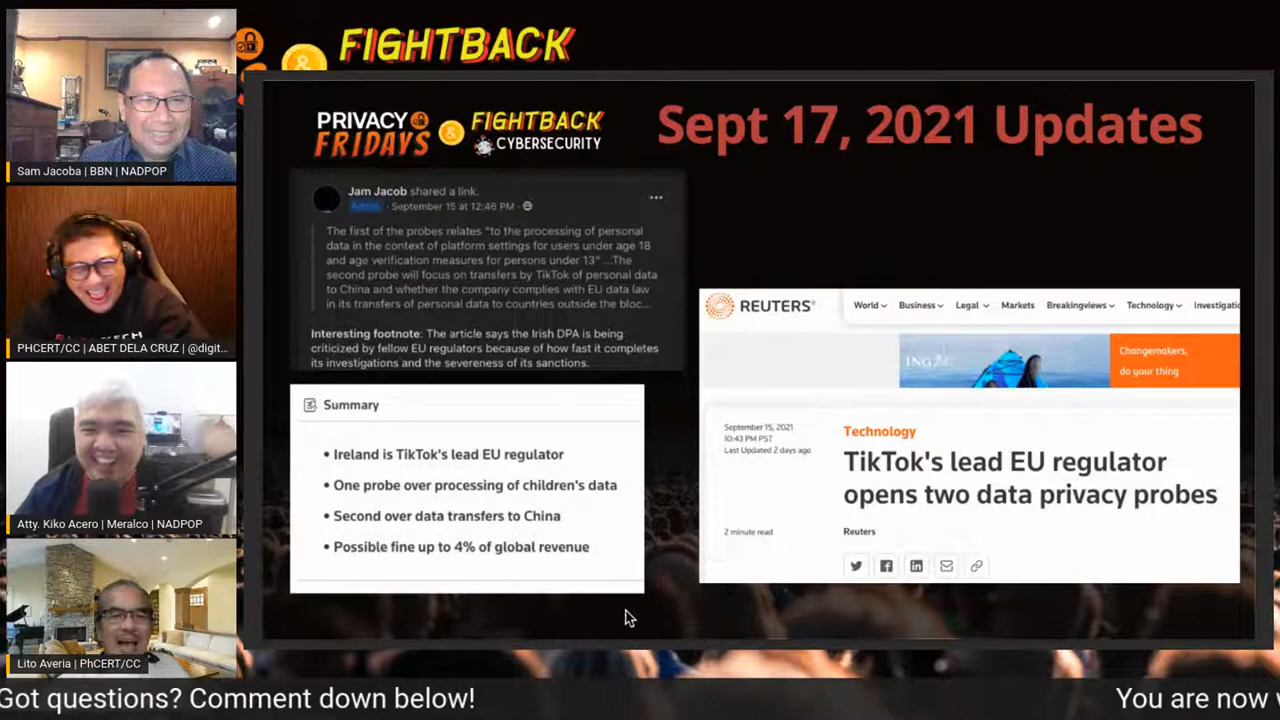 FIGHTBACK
&
Sam Jacoba | BBN | NADPOP
PHCERT/CC | ABET DELA CRUZ | @digit...
Atty. Kiko Acero | Meralco | NADPOP
Lito Averia | PhCERT/CC
PRIVACY
FRIDAYS
&
FIGHTBACK
CYBERSECURITY
Sept 17, 2021 Updates
Jam Jacob shared a link.
Admin · September 15 at 12:46 PM ·
The first of the probes relates "to the processing of personal
data in the context of platform settings for users under age 18
and age verification measures for persons under 13" ...The
second probe will focus on transfers by TikTok of personal data
to China and whether the company complies with EU data law
in its transfers of personal data to countries outside the bloc...
Interesting footnote: The article says the Irish DPA is being
criticized by fellow EU regulators because of how fast it completes
its investigations and the severeness of its sanctions.
Summary
• Ireland is TikTok's lead EU regulator
• One probe over processing of children's data
• Second over data transfers to China
• Possible fine up to 4% of global revenue
REUTERS®
World Business Legal Markets Breakingviews Technology Investigatio
ING
Changemakers,
do your thing
September 15, 2021
10:43 PM PST
Last Updated 2 days ago
Technology
TikTok's lead EU regulator
opens two data privacy probes
2 minute read
Reuters
Got questions? Comment down below!
You are now